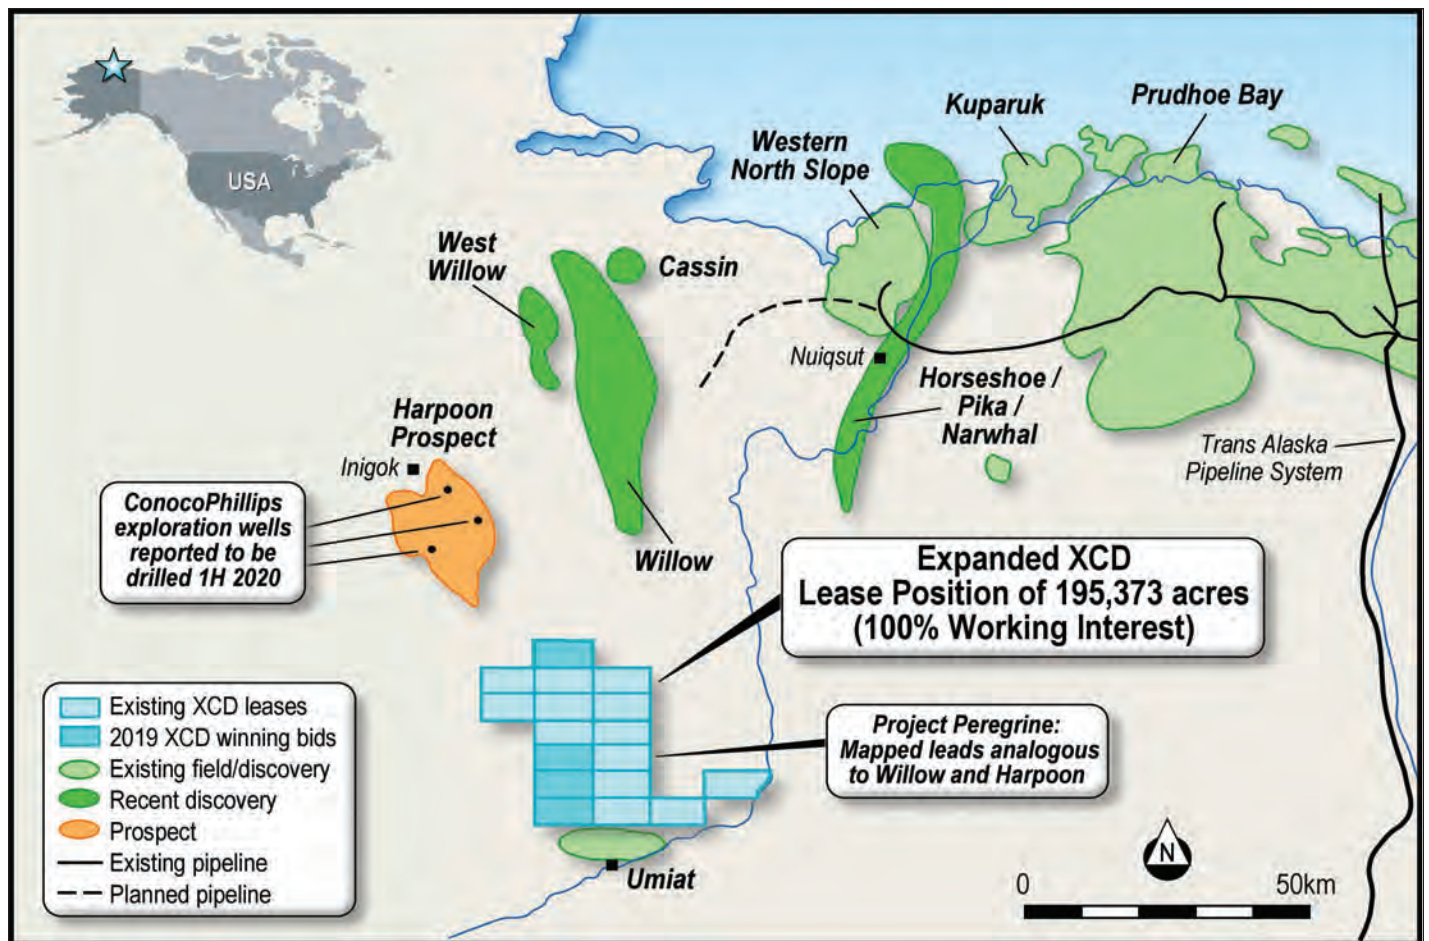 USA
Kuparuk
Prudhoe Bay
Western
North Slope
West
Willow
Cassin
Nuiqsut
Horseshoe /
Pika /
Narwhal
Harpoon
Prospect
Inigok
Trans Alaska
Pipeline System
ConocoPhillips
exploration wells
reported to be
drilled 1H 2020
Willow
Expanded XCD
Lease Position of 195,373 acres
(100% Working Interest)
Project Peregrine:
Mapped leads analogous
to Willow and Harpoon
Existing XCD leases
2019 XCD winning bids
Existing field/discovery
Recent discovery
Prospect
Existing pipeline
Planned pipeline
Umiat
N
0 50km